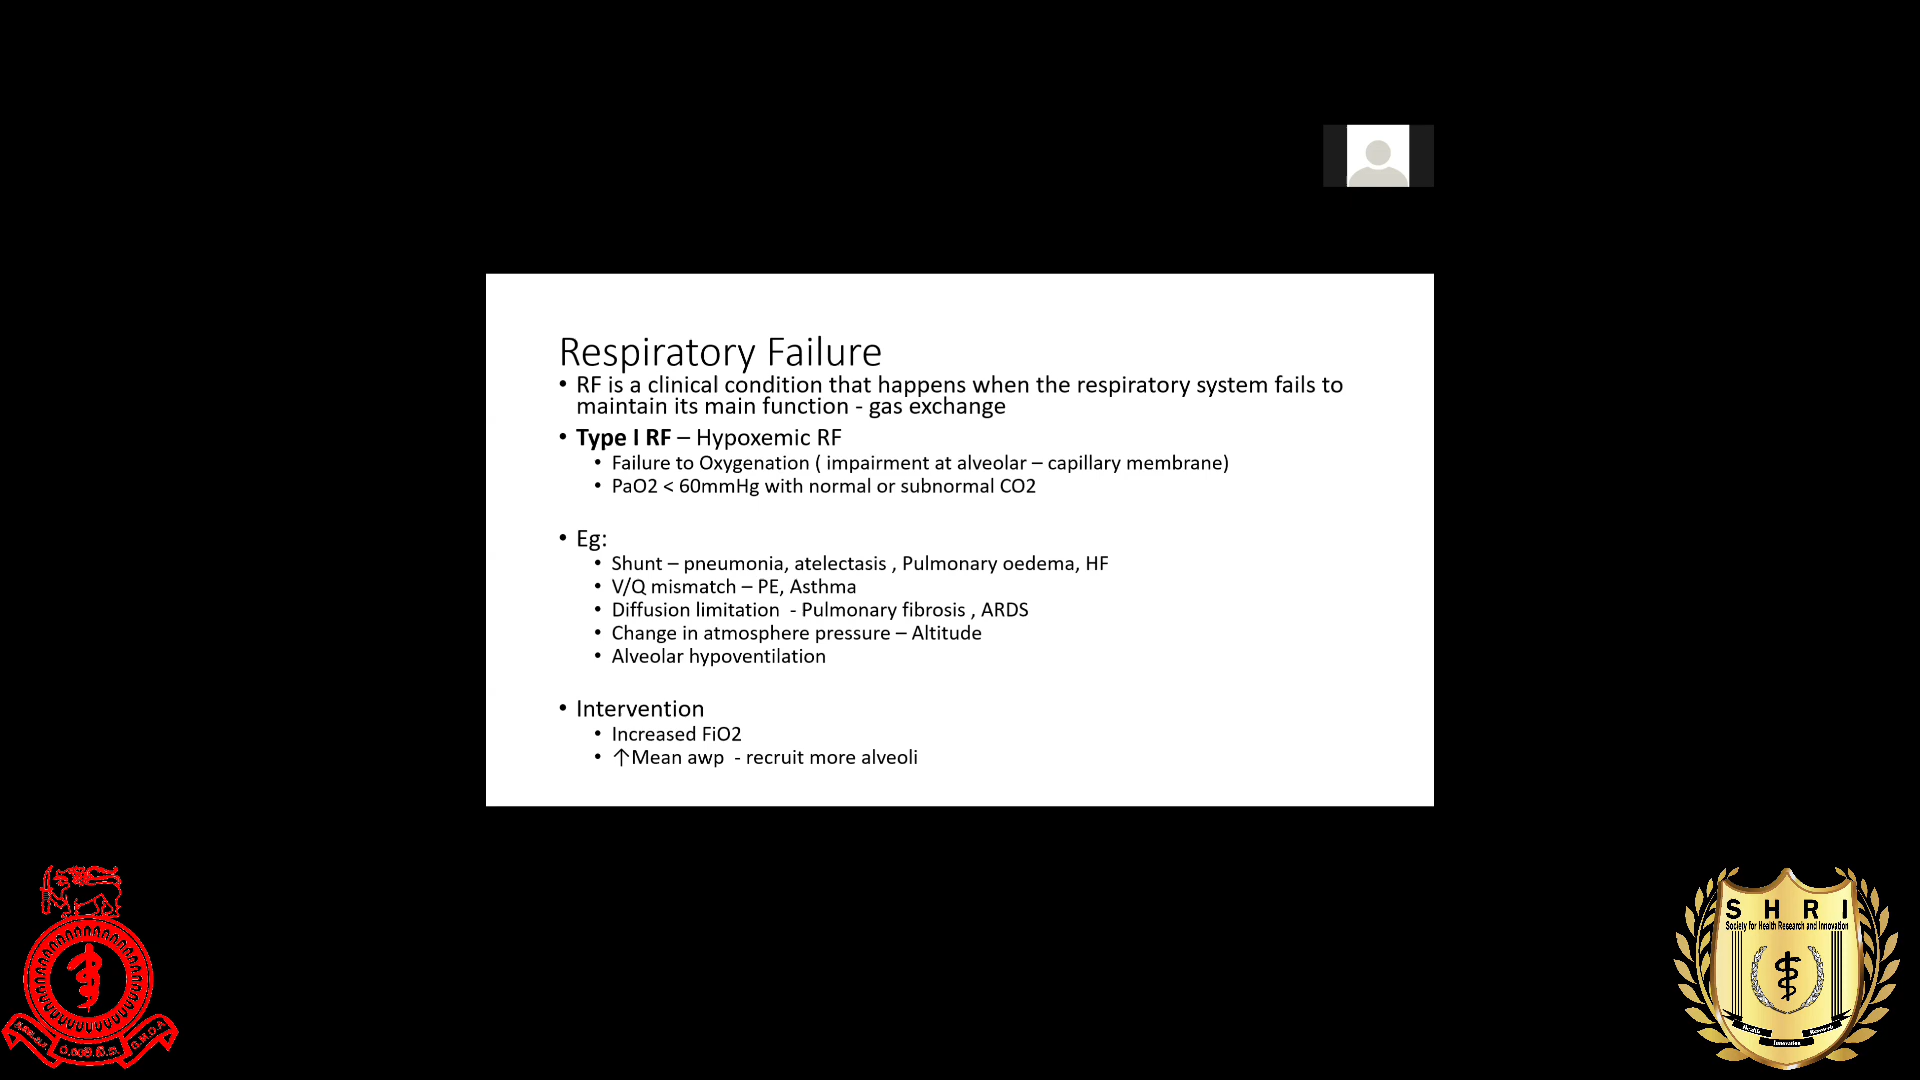 Respiratory Failure
• RF is a clinical condition that happens when the respiratory system fails to
maintain its main function - gas exchange
• Type I RF – Hypoxemic RF
• Failure to Oxygenation ( impairment at alveolar – capillary membrane)
• PaO2 < 60mmHg with normal or subnormal CO2
• Eg:
• Shunt – pneumonia, atelectasis , Pulmonary oedema, HF
• V/Q mismatch – PE, Asthma
• Diffusion limitation - Pulmonary fibrosis , ARDS
• Change in atmosphere pressure – Altitude
• Alveolar hypoventilation
• Intervention
• Increased FiO2
• ↑Mean awp - recruit more alveoli
S H R I
Society for Health Research and Innovation
Health
Research
Innovation
G.M.O.A.